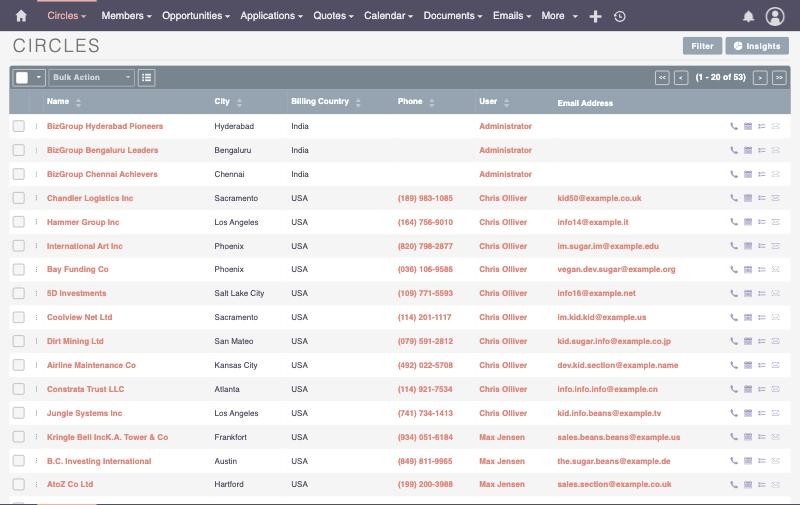 Circles Members Opportunities Applications Quotes Calendar Documents Emails More
CIRCLES
Filter Insights
Bulk Action << < (1 - 20 of 53) > >>
Name City Billing Country Phone User Email Address
BizGroup Hyderabad Pioneers Hyderabad India Administrator
BizGroup Bengaluru Leaders Bengaluru India Administrator
BizGroup Chennai Achievers Chennai India Administrator
Chandler Logistics Inc Sacramento USA (189) 983-1085 Chris Olliver kid50@example.co.uk
Hammer Group Inc Los Angeles USA (164) 756-9010 Chris Olliver info14@example.it
International Art Inc Phoenix USA (820) 798-2877 Chris Olliver im.sugar.im@example.edu
Bay Funding Co Phoenix USA (036) 106-9586 Chris Olliver vegan.dev.sugar@example.org
5D Investments Salt Lake City USA (109) 771-5593 Chris Olliver info16@example.net
Coolview Net Ltd Sacramento USA (114) 201-1117 Chris Olliver im.kid.kid@example.us
Dirt Mining Ltd San Mateo USA (079) 591-2812 Chris Olliver kid.sugar.info@example.co.jp
Airline Maintenance Co Kansas City USA (492) 022-5708 Chris Olliver dev.kid.section@example.name
Constrata Trust LLC Atlanta USA (114) 921-7534 Chris Olliver info.info.info@example.cn
Jungle Systems Inc Los Angeles USA (741) 734-1413 Chris Olliver kid.info.beans@example.tv
Kringle Bell IncK.A. Tower & Co Frankfort USA (934) 051-6184 Max Jensen sales.beans.beans@example.us
B.C. Investing International Austin USA (849) 811-9965 Max Jensen the.sugar.beans@example.de
AtoZ Co Ltd Hartford USA (199) 200-3988 Max Jensen sales.section@example.co.uk